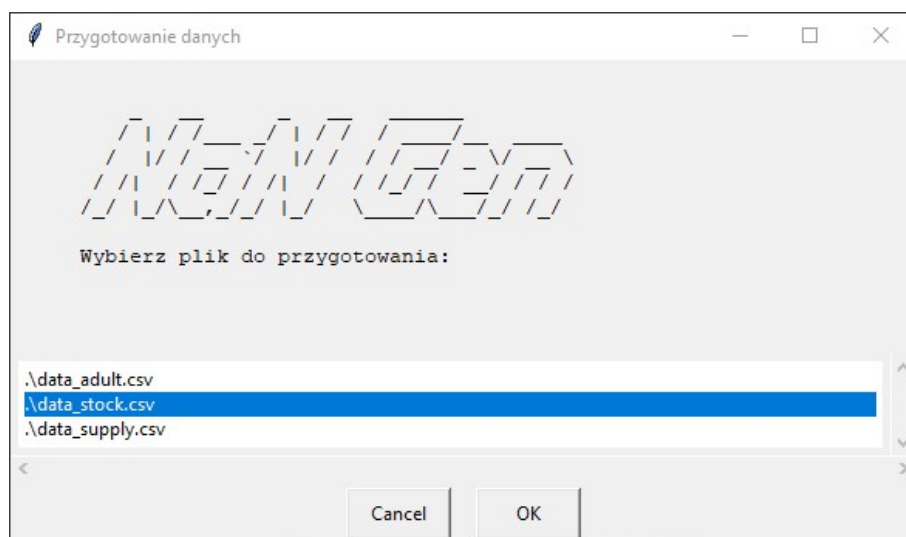 Przygotowanie danych
NaN Gen
Wybierz plik do przygotowania:
.\data_adult.csv
.\data_stock.csv
.\data_supply.csv
Cancel OK